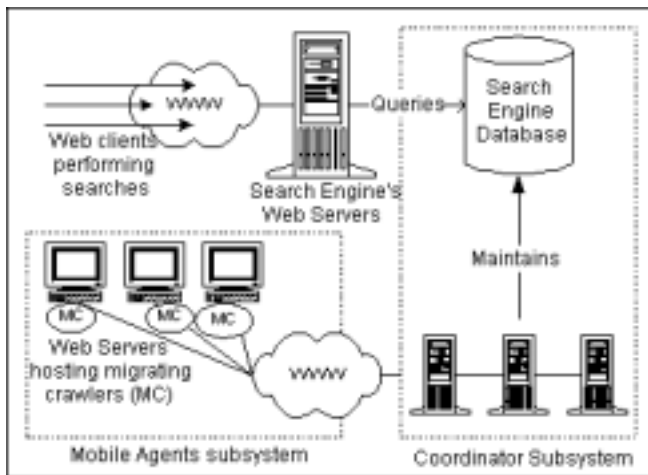 WWW
Web clients
performing
searches
Search Engine's
Web Servers
Queries
Search
Engine
Database
Maintains
MC
MC
MC
Web Servers
hosting migrating
crawlers (MC)
WWW
Mobile Agents subsystem
Coordinator Subsystem